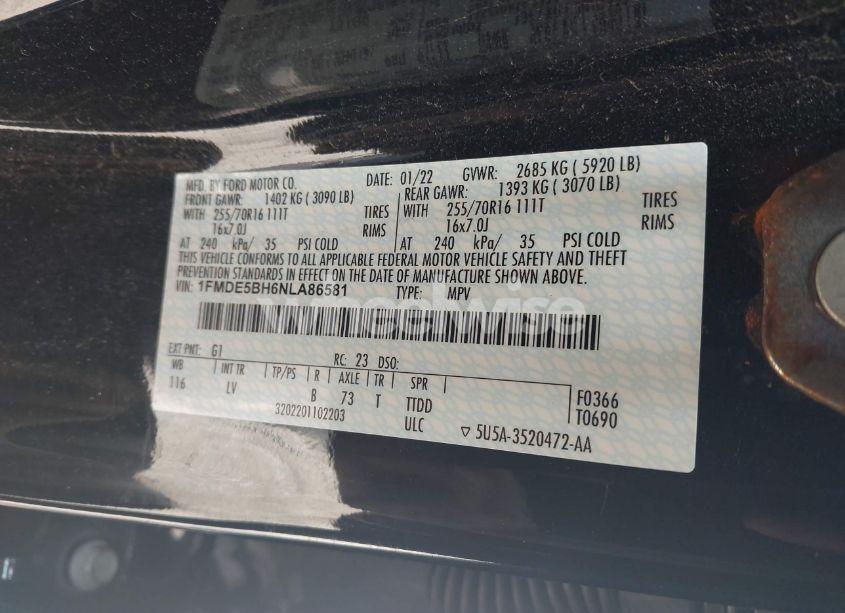 MFD. BY FORD MOTOR CO.
DATE: 01/22 GVWR: 2685 KG ( 5920 LB)
FRONT GAWR: 1402 KG ( 3090 LB) REAR GAWR: 1393 KG ( 3070 LB)
WITH 255/70R16 111T TIRES WITH 255/70R16 111T TIRES
16x7.0J RIMS 16x7.0J RIMS
AT 240 kPa/ 35 PSI COLD AT 240 kPa/ 35 PSI COLD
THIS VEHICLE CONFORMS TO ALL APPLICABLE FEDERAL MOTOR VEHICLE SAFETY AND THEFT
PREVENTION STANDARDS IN EFFECT ON THE DATE OF MANUFACTURE SHOWN ABOVE.
VIN: 1FMDE5BH6NLA86581 TYPE: MPV
wheelwise
EXT PNT: G1 RC: 23 DSO:
WB INT TR TP/PS R AXLE TR SPR
116 LV B 73 T TTDD F0366
3202201102203 ULC T0690
▽ 5U5A-3520472-AA